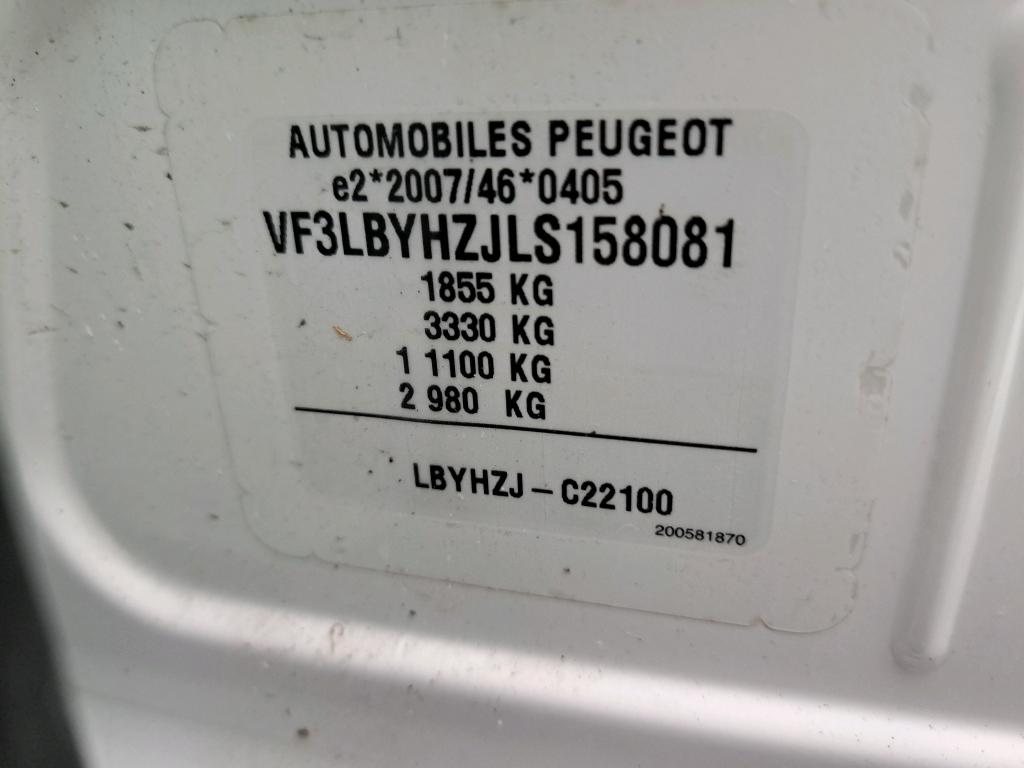 AUTOMOBILES PEUGEOT
e2*2007/46*0405
VF3LBYHZJLS158081
1855 KG
3330 KG
1 1100 KG
2 980 KG
LBYHZJ - C22100
200581870